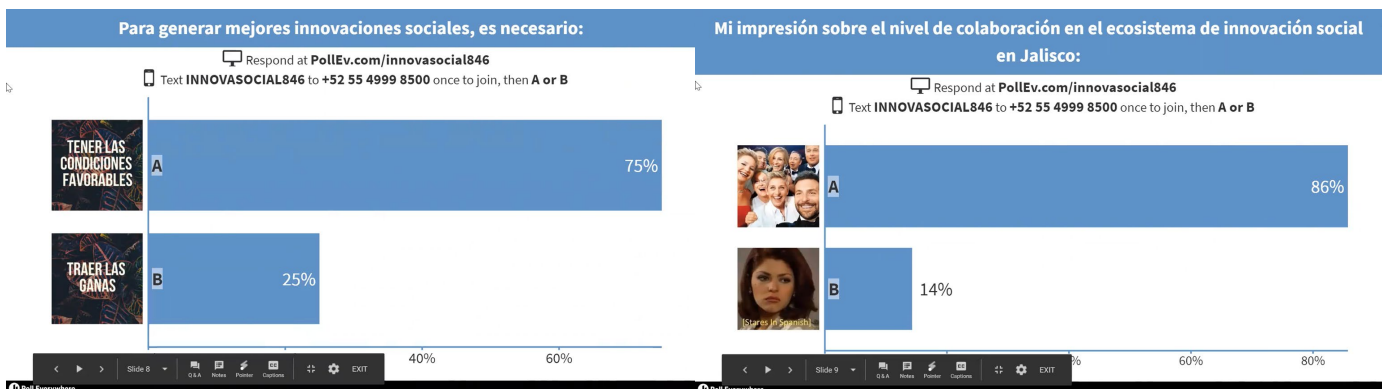 Para generar mejores innovaciones sociales, es necesario:
Respond at PollEv.com/innovasocial846
Text INNOVASOCIAL846 to +52 55 4999 8500 once to join, then A or B
TENER LAS
CONDICIONES
FAVORABLES
A
75%
TRAER LAS
GANAS
B
25%
40%
60%
Slide 8
Q&A
Notes
Pointer
Captions
EXIT
Poll Everywhere
Mi impresión sobre el nivel de colaboración en el ecosistema de innovación social
en Jalisco:
Respond at PollEv.com/innovasocial846
Text INNOVASOCIAL846 to +52 55 4999 8500 once to join, then A or B
A
86%
B
14%
[Stares In Spanish]
%
60%
80%
Slide 9
Q&A
Notes
Pointer
Captions
EXIT
Poll Everywhere